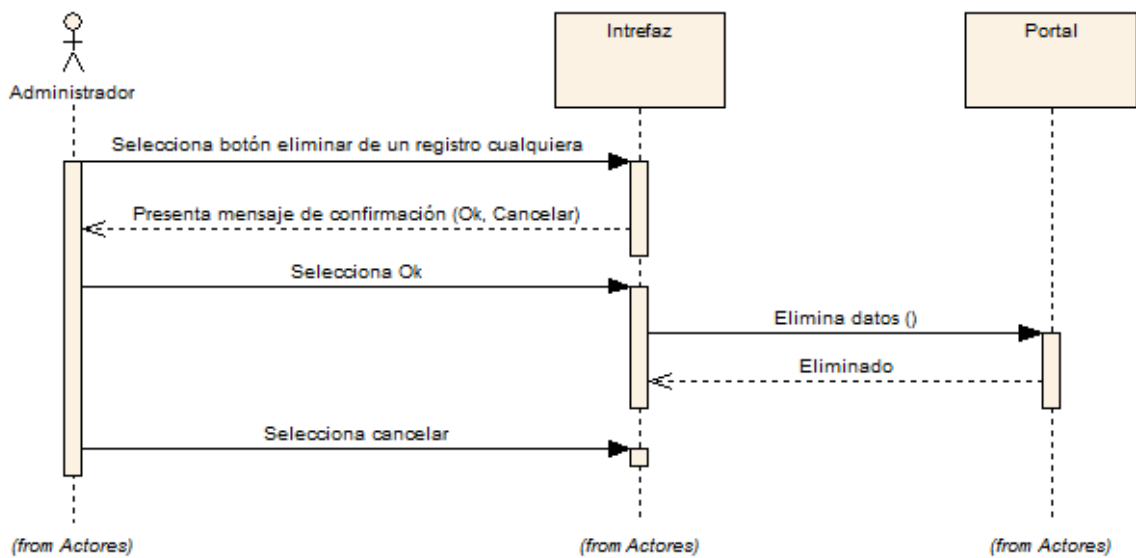 Intrefaz
Portal
Administrador
Selecciona botón eliminar de un registro cualquiera
Presenta mensaje de confirmación (Ok, Cancelar)
Selecciona Ok
Elimina datos ()
Eliminado
Selecciona cancelar
(from Actores)
(from Actores)
(from Actores)